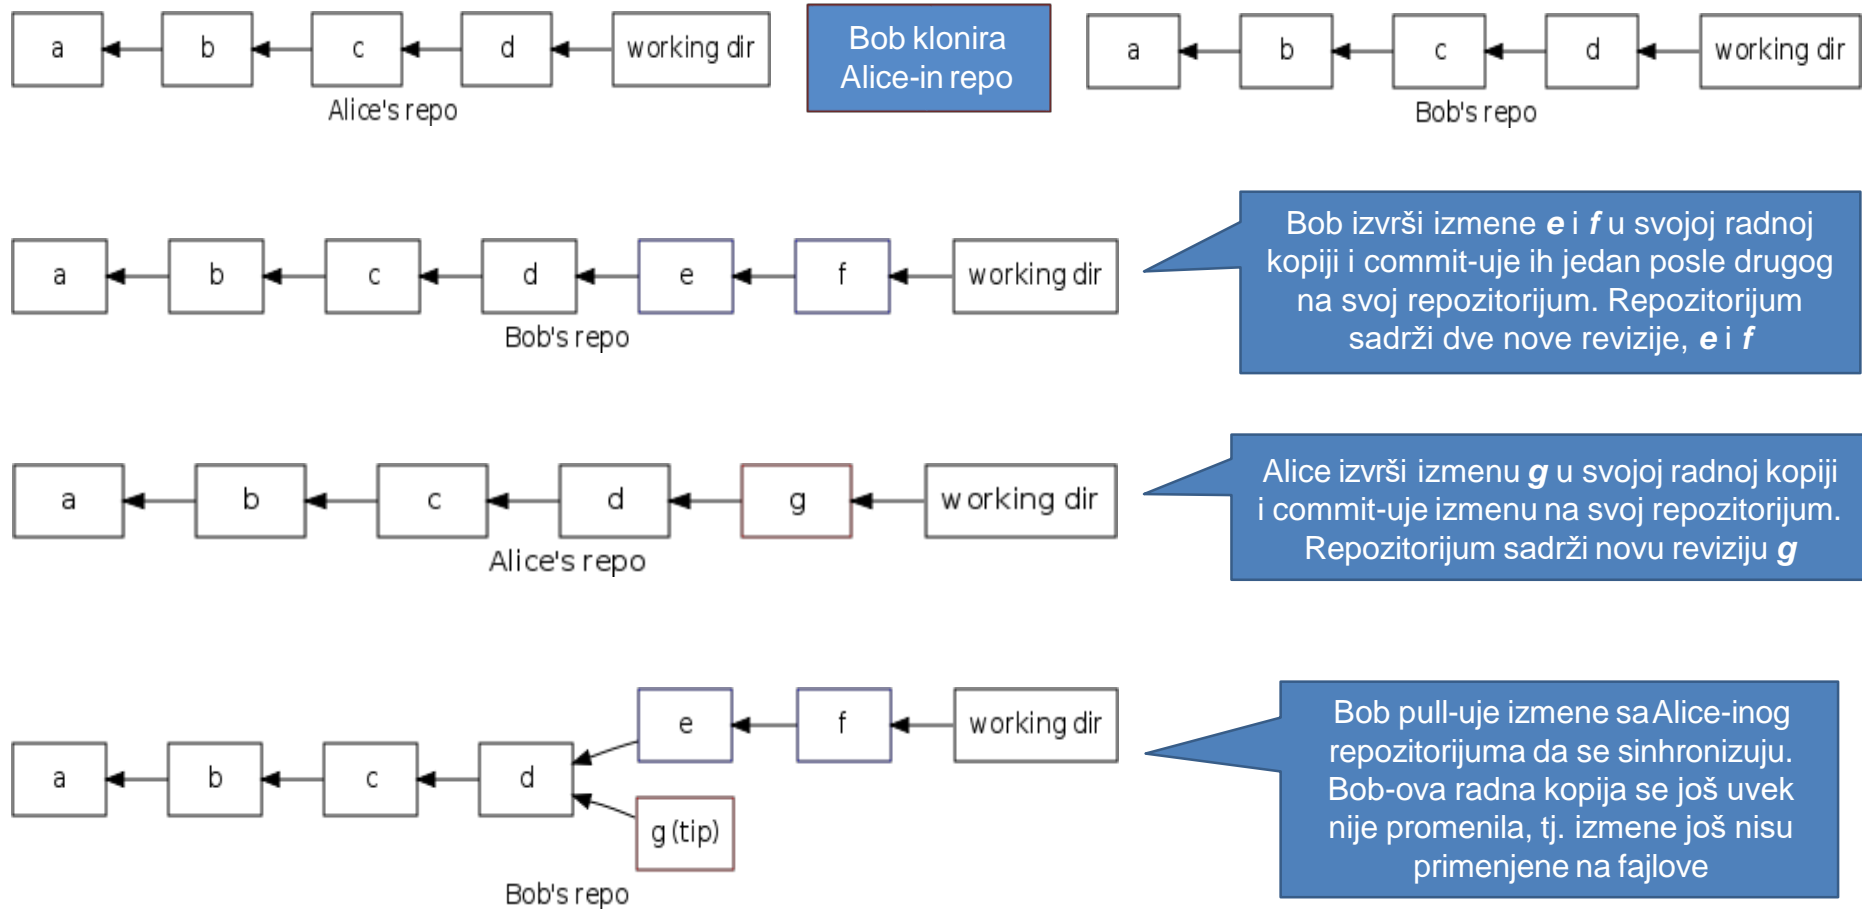 a b c d working dir
Alice's repo
Bob klonira
Alice-in repo
a b c d working dir
Bob's repo
a b c d e f working dir
Bob's repo
Bob izvrši izmene e i f u svojoj radnoj
kopiji i commit-uje ih jedan posle drugog
na svoj repozitorijum. Repozitorijum
sadrži dve nove revizije, e i f
a b c d g working dir
Alice's repo
Alice izvrši izmenu g u svojoj radnoj kopiji
i commit-uje izmenu na svoj repozitorijum.
Repozitorijum sadrži novu reviziju g
e f working dir
a b c d
g (tip)
Bob's repo
Bob pull-uje izmene sa Alice-inog
repozitorijuma da se sinhronizuju.
Bob-ova radna kopija se još uvek
nije promenila, tj. izmene još nisu
primenjene na fajlove